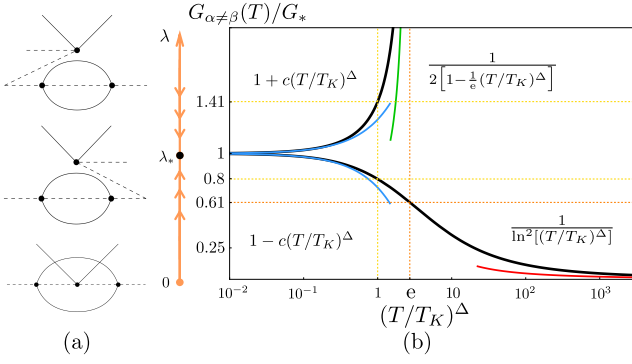 G_{α≠β}(T)/G_*
λ
λ_*
0
1.41
1
0.8
0.61
0.25
1 + c(T/T_K)^Δ
1 / 2[1−(1/e)(T/T_K)^Δ]
1 − c(T/T_K)^Δ
1 / ln²[(T/T_K)^Δ]
10^{−2} 10^{−1} 1 e 10 10^2 10^3
(T/T_K)^Δ
(a) (b)